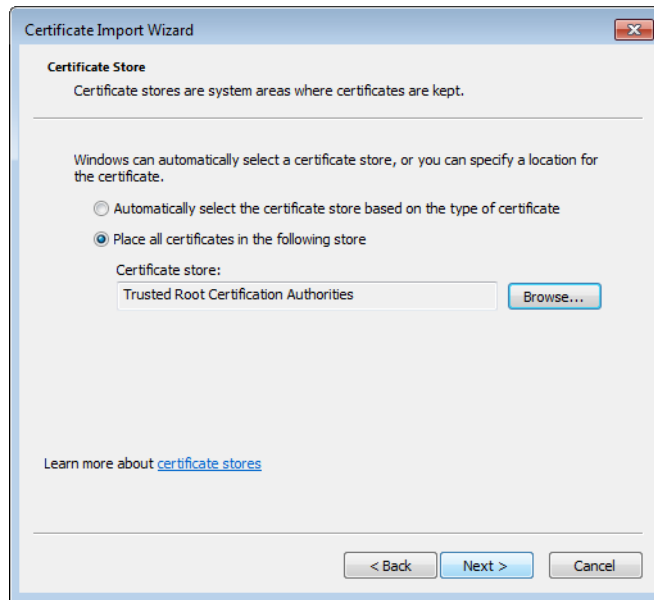 Certificate Import Wizard
Certificate Store
Certificate stores are system areas where certificates are kept.
Windows can automatically select a certificate store, or you can specify a location for
the certificate.
Automatically select the certificate store based on the type of certificate
Place all certificates in the following store
Certificate store:
Trusted Root Certification Authorities
Browse...
Learn more about certificate stores
< Back
Next >
Cancel